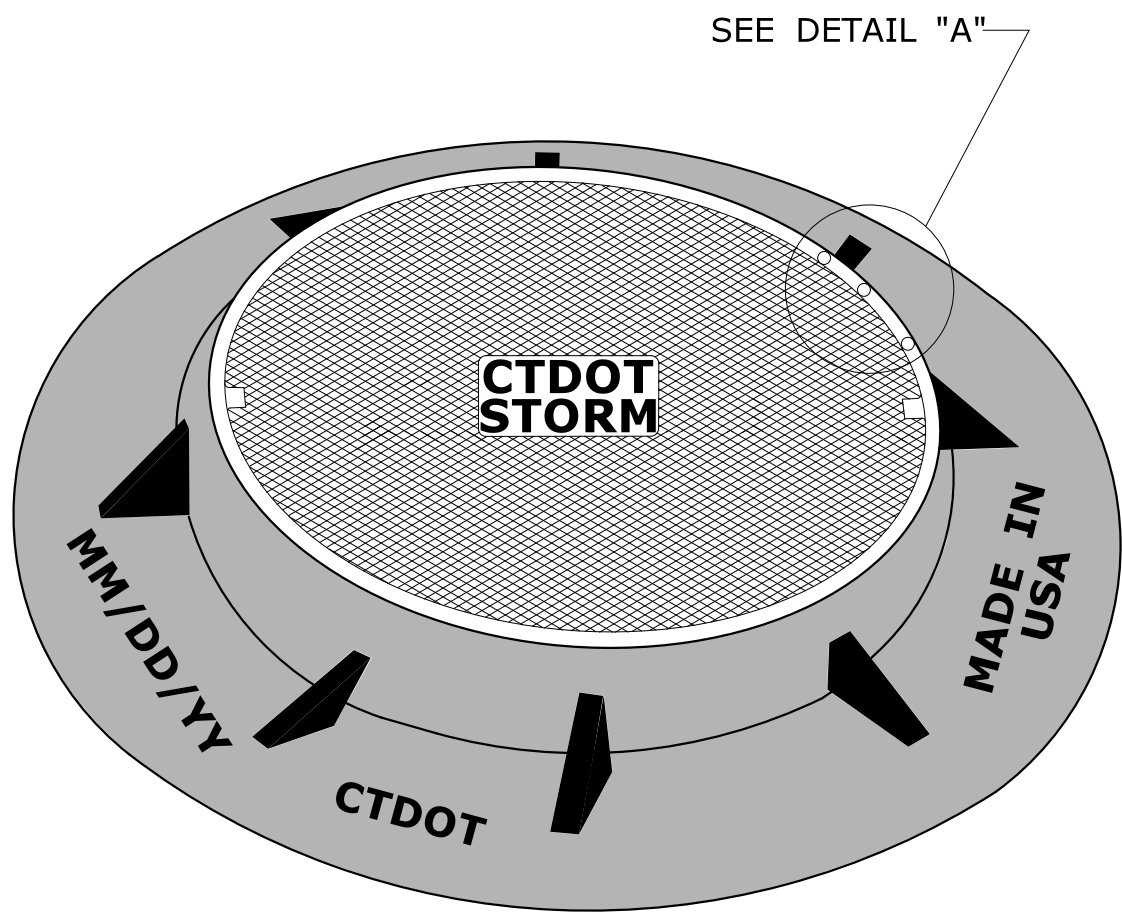 SEE DETAIL "A"
CTDOT
STORM
MADE IN
USA
MM/DD/YY
CTDOT